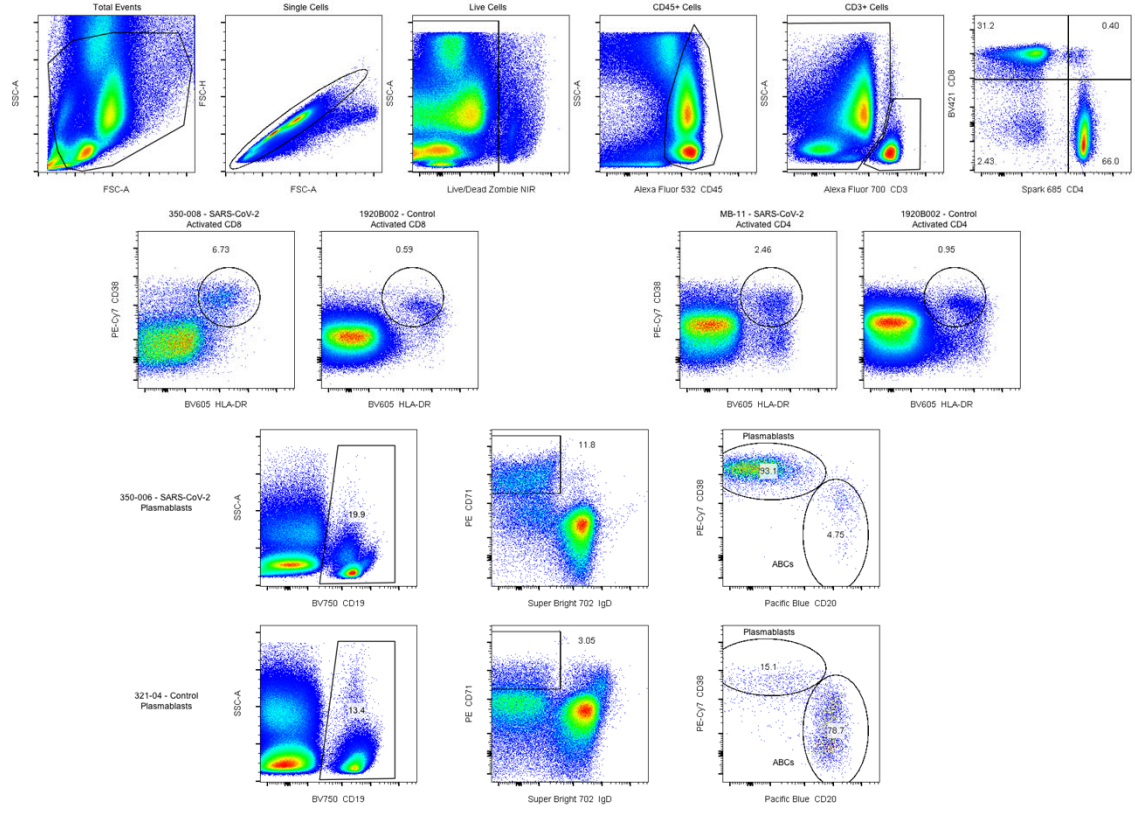 Total Events
Single Cells
Live Cells
CD45+ Cells
CD3+ Cells
SSC-A
FSC-A
FSC-H
FSC-A
SSC-A
Live/Dead Zombie NIR
SSC-A
Alexa Fluor 532 CD45
SSC-A
Alexa Fluor 700 CD3
31.2
0.40
2.43
66.0
BV421 CD8
Spark 685 CD4
350-008 - SARS-CoV-2
Activated CD8
6.73
PE-Cy7 CD38
BV605 HLA-DR
1920B002 - Control
Activated CD8
0.59
BV605 HLA-DR
MB-11 - SARS-CoV-2
Activated CD4
2.46
PE-Cy7 CD38
BV605 HLA-DR
1920B002 - Control
Activated CD4
0.95
BV605 HLA-DR
350-006 - SARS-CoV-2
Plasmablasts
SSC-A
19.9
BV750 CD19
PE CD71
11.8
Super Bright 702 IgD
Plasmablasts
PE-Cy7 CD38
93.1
4.75
ABCs
Pacific Blue CD20
321-04 - Control
Plasmablasts
SSC-A
13.4
BV750 CD19
PE CD71
3.05
Super Bright 702 IgD
Plasmablasts
PE-Cy7 CD38
15.1
78.7
ABCs
Pacific Blue CD20